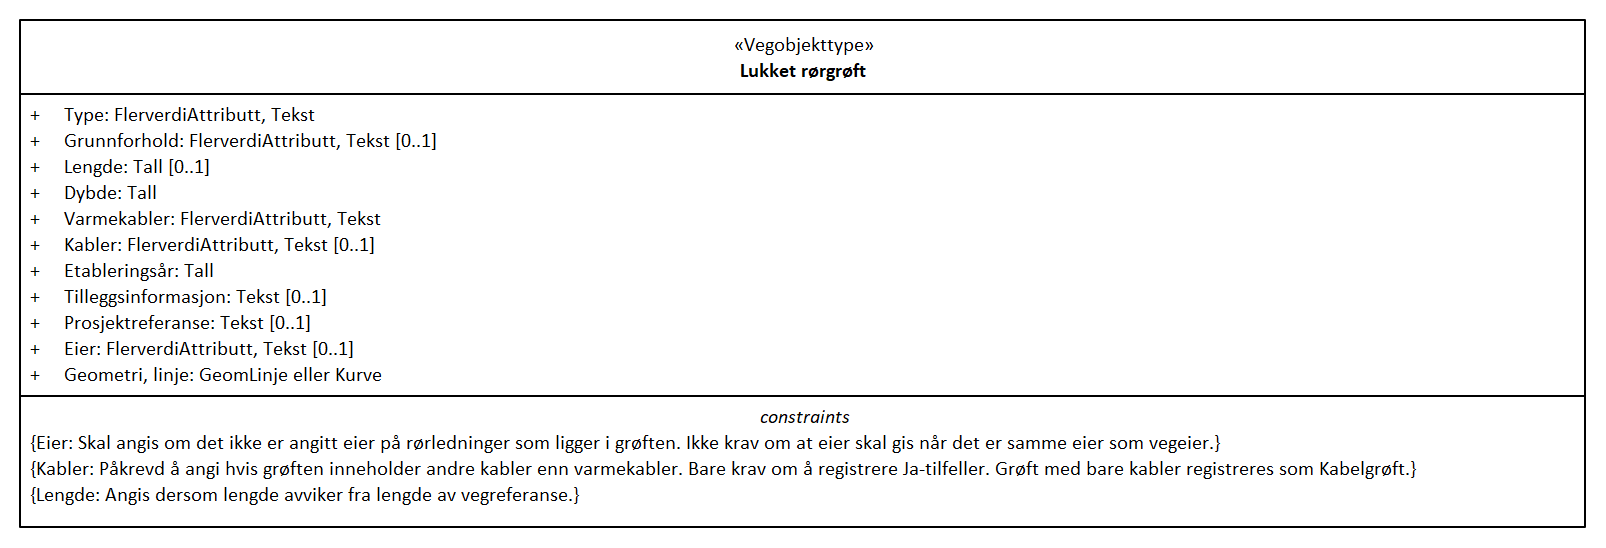 «Vegobjekttype»
Lukket rørgrøft
+ Type: FlerverdiAttributt, Tekst
+ Grunnforhold: FlerverdiAttributt, Tekst [0..1]
+ Lengde: Tall [0..1]
+ Dybde: Tall
+ Varmekabler: FlerverdiAttributt, Tekst
+ Kabler: FlerverdiAttributt, Tekst [0..1]
+ Etableringsår: Tall
+ Tilleggsinformasjon: Tekst [0..1]
+ Prosjektreferanse: Tekst [0..1]
+ Eier: FlerverdiAttributt, Tekst [0..1]
+ Geometri, linje: GeomLinje eller Kurve
constraints
{Eier: Skal angis om det ikke er angitt eier på rørledninger som ligger i grøften. Ikke krav om at eier skal gis når det er samme eier som vegeier.}
{Kabler: Påkrevd å angi hvis grøften inneholder andre kabler enn varmekabler. Bare krav om å registrere Ja-tilfeller. Grøft med bare kabler registreres som Kabelgrøft.}
{Lengde: Angis dersom lengde avviker fra lengde av vegreferanse.}